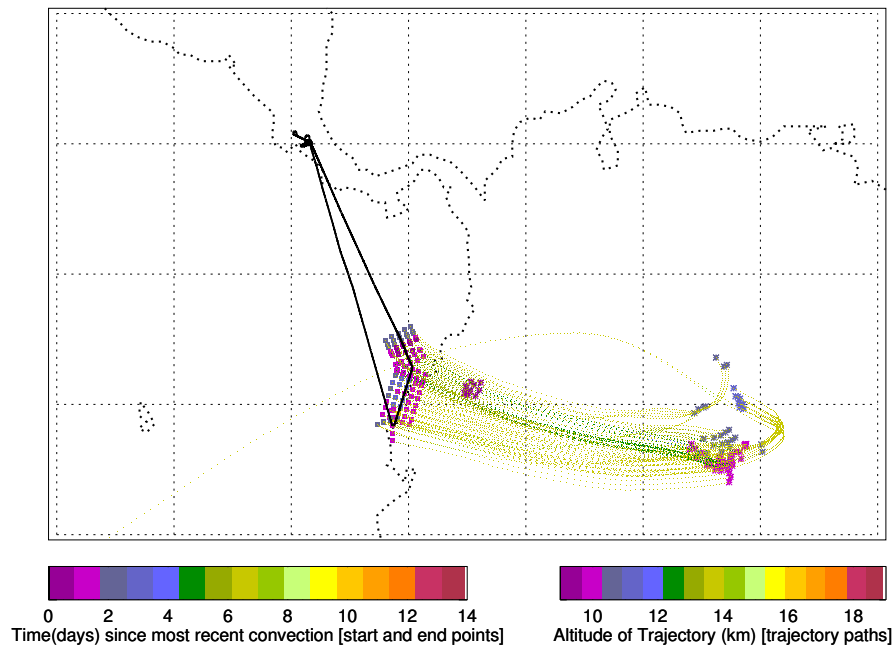 0 2 4 6 8 10 12 14
Time(days) since most recent convection [start and end points]
10 12 14 16 18
Altitude of Trajectory (km) [trajectory paths]